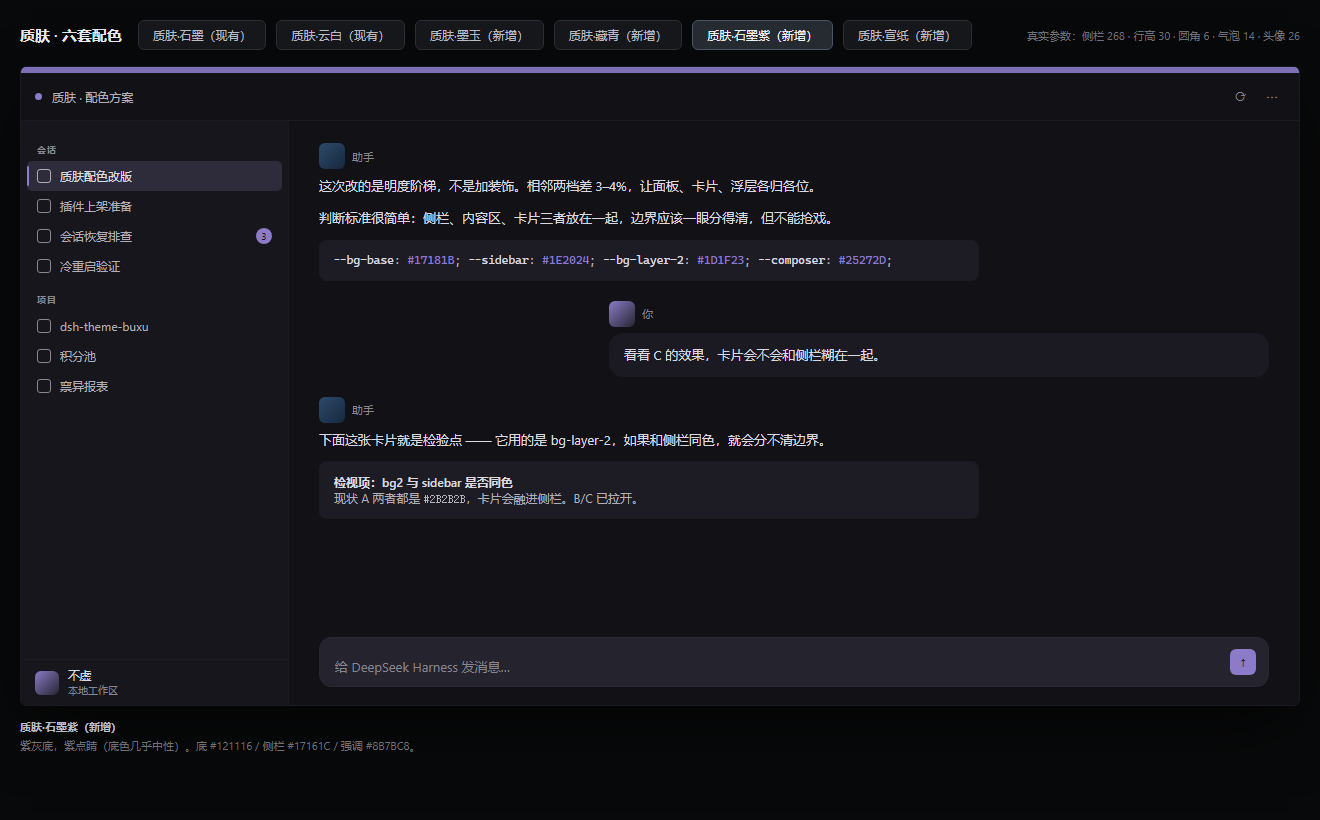 质肤 · 六套配色
质肤·石墨（现有）
质肤·云白（现有）
质肤·墨玉（新增）
质肤·藏青（新增）
质肤·石墨紫（新增）
质肤·宣纸（新增）
真实参数：侧栏 268 · 行高 30 · 圆角 6 · 气泡 14 · 头像 26
质肤 · 配色方案
会话
质肤配色改版
插件上架准备
会话恢复排查
3
冷重启验证
项目
dsh-theme-buxu
积分池
票异报表
不虚
本地工作区
助手
这次改的是明度阶梯，不是加装饰。相邻两档差 3–4%，让面板、卡片、浮层各归各位。
判断标准很简单：侧栏、内容区、卡片三者放在一起，边界应该一眼分得清，但不能抢戏。
--bg-base: #17181B; --sidebar: #1E2024; --bg-layer-2: #1D1F23; --composer: #25272D;
你
看看 C 的效果，卡片会不会和侧栏糊在一起。
助手
下面这张卡片就是检验点 —— 它用的是 bg-layer-2，如果和侧栏同色，就会分不清边界。
检视项：bg2 与 sidebar 是否同色
现状 A 两者都是 #2B2B2B，卡片会融进侧栏。B/C 已拉开。
给 DeepSeek Harness 发消息...
↑
质肤·石墨紫（新增）
紫灰底，紫点睛（底色几乎中性）。底 #121116 / 侧栏 #17161C / 强调 #8B7BC8。